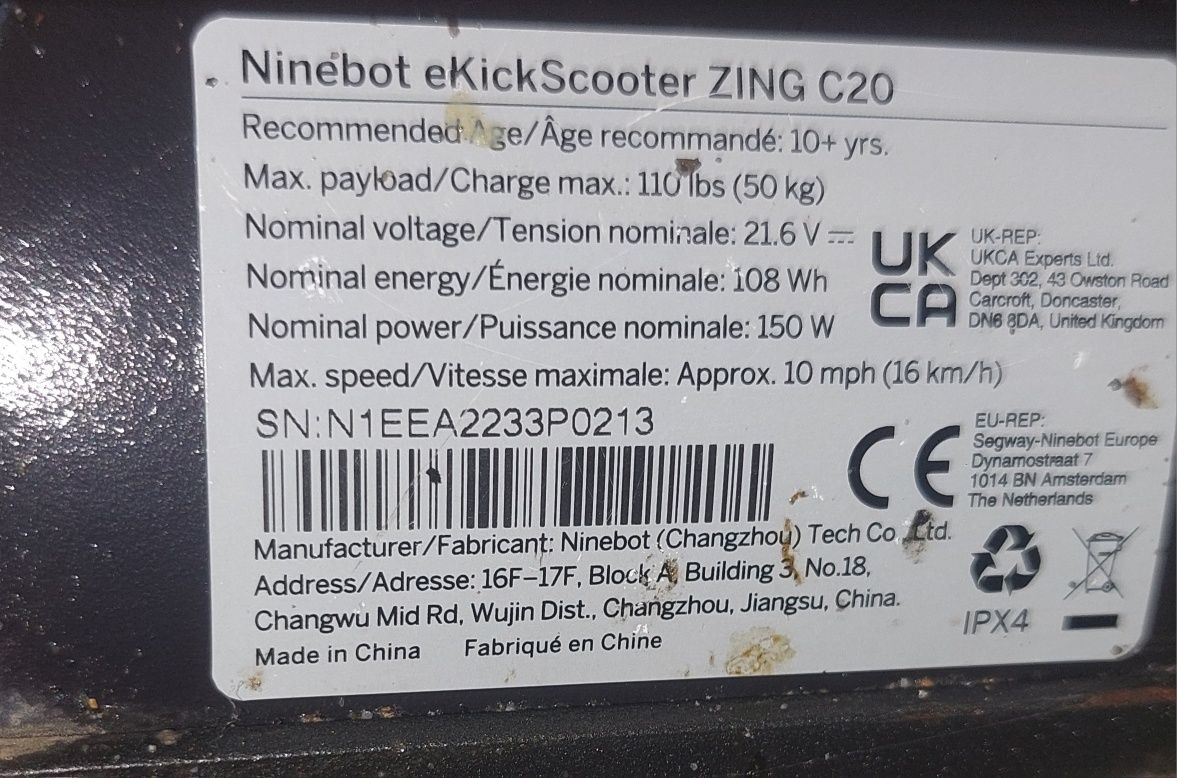 Ninebot eKickScooter ZING C20
Recommended Age/Âge recommandé: 10+ yrs.
Max. payload/Charge max.: 110 lbs (50 kg)
Nominal voltage/Tension nominale: 21.6 V ⎓
Nominal energy/Énergie nominale: 108 Wh
Nominal power/Puissance nominale: 150 W
Max. speed/Vitesse maximale: Approx. 10 mph (16 km/h)
UK
CA
UK-REP:
UKCA Experts Ltd.
Dept 302, 43 Owston Road
Carcroft, Doncaster,
DN6 8DA, United Kingdom
SN:N1EEA2233P0213
CE
EU-REP:
Segway-Ninebot Europe
Dynamostraat 7
1014 BN Amsterdam
The Netherlands
Manufacturer/Fabricant: Ninebot (Changzhou) Tech Co. Ltd.
Address/Adresse: 16F-17F, Block A, Building 3, No.18,
Changwu Mid Rd, Wujin Dist., Changzhou, Jiangsu, China.
Made in China Fabriqué en Chine
IPX4